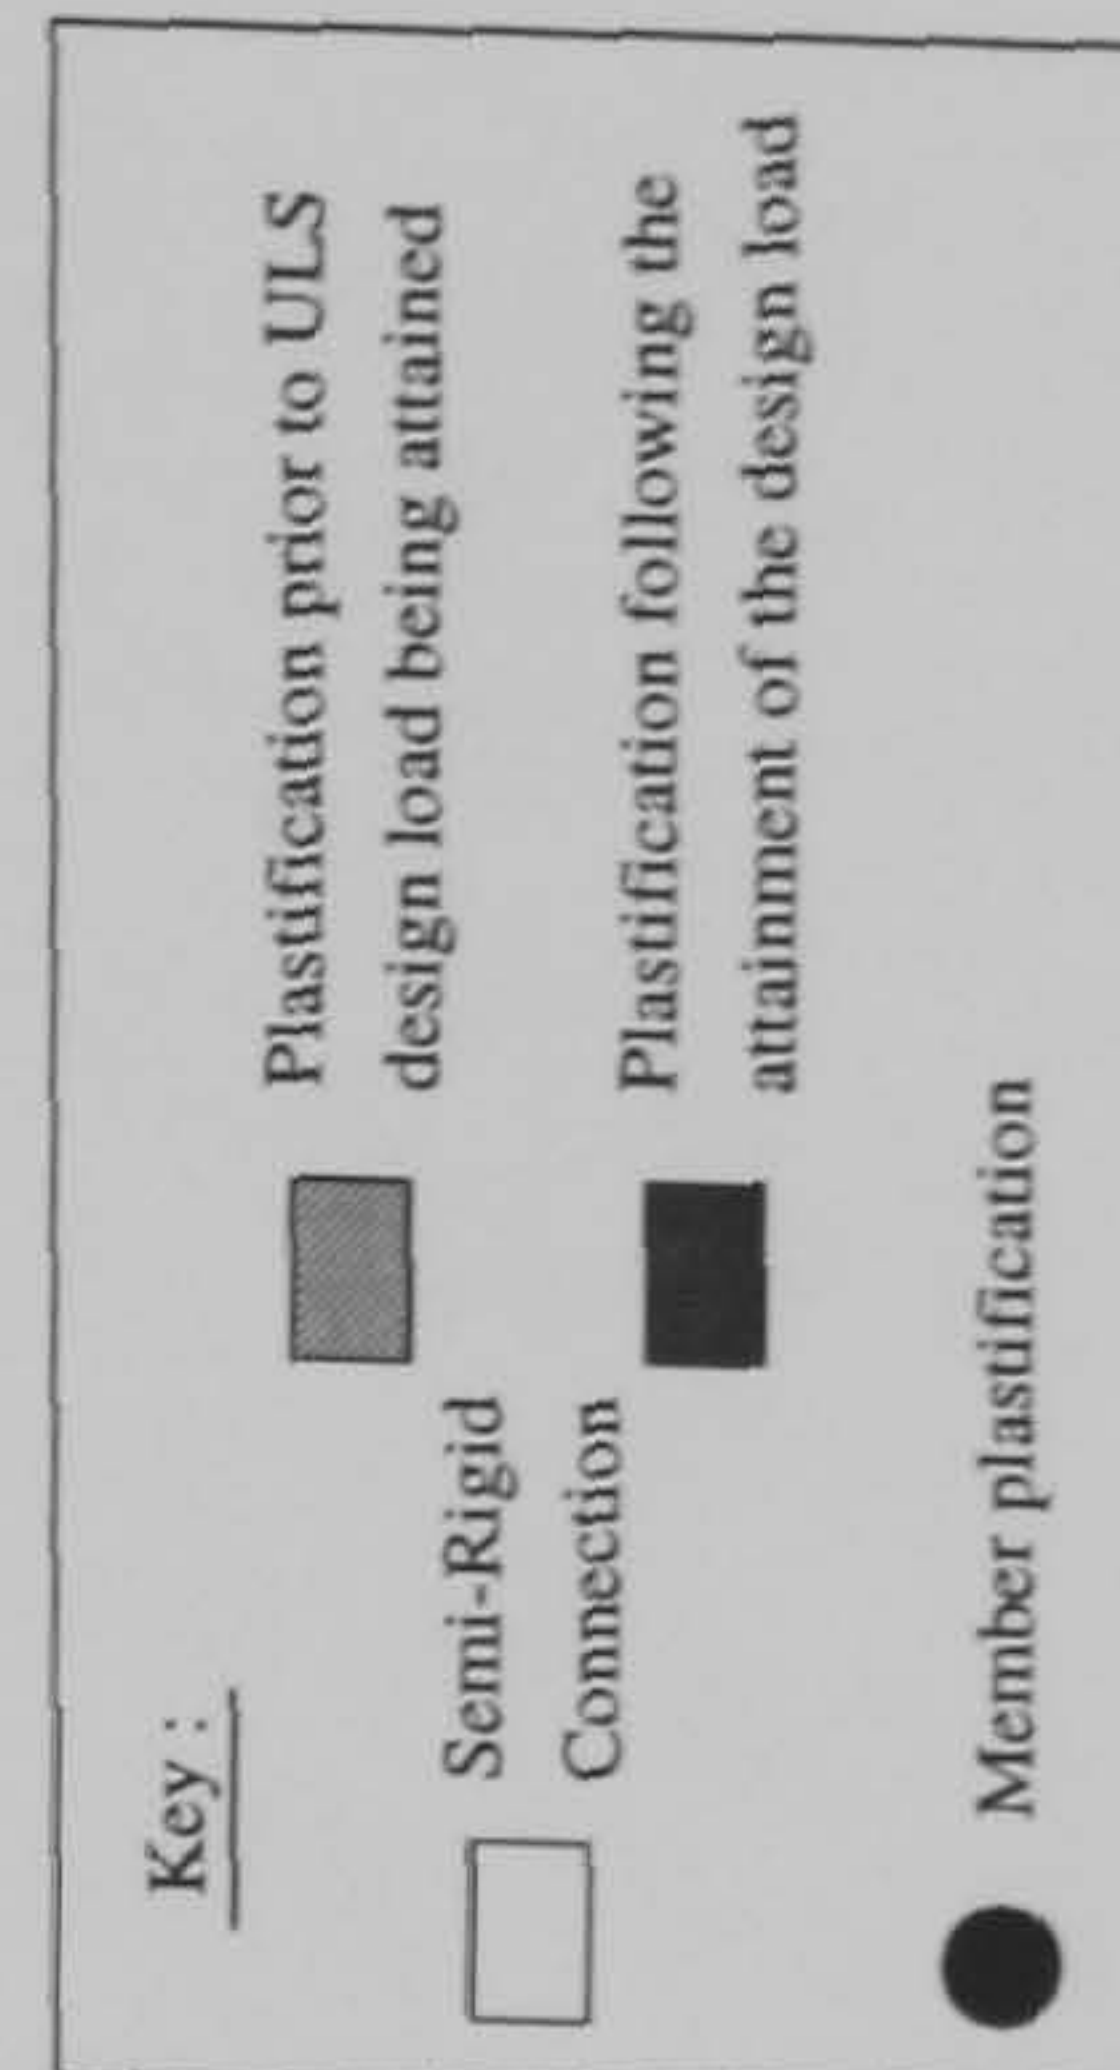 Key :
Semi-Rigid
Connection
Plastification prior to ULS
design load being attained
Plastification following the
attainment of the design load
Member plastification